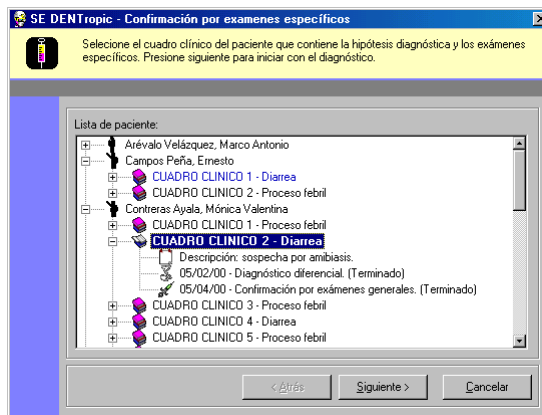 SE DENTropic - Confirmación por examenes específicos
Selecione el cuadro clínico del paciente que contiene la hipótesis diagnóstica y los exámenes
específicos. Presione siguiente para iniciar con el diagnóstico.
Lista de paciente:
Arévalo Velázquez, Marco Antonio
Campos Peña, Ernesto
CUADRO CLINICO 1 - Diarrea
CUADRO CLINICO 2 - Proceso febril
Contreras Ayala, Mónica Valentina
CUADRO CLINICO 1 - Proceso febril
CUADRO CLINICO 2 - Diarrea
Descripción: sospecha por amibiasis.
05/02/00 - Diagnóstico diferencial. (Terminado)
05/04/00 - Confirmación por exámenes generales. (Terminado)
CUADRO CLINICO 3 - Proceso febril
CUADRO CLINICO 4 - Diarrea
CUADRO CLINICO 5 - Proceso febril
< Atrás
Siguiente >
Cancelar